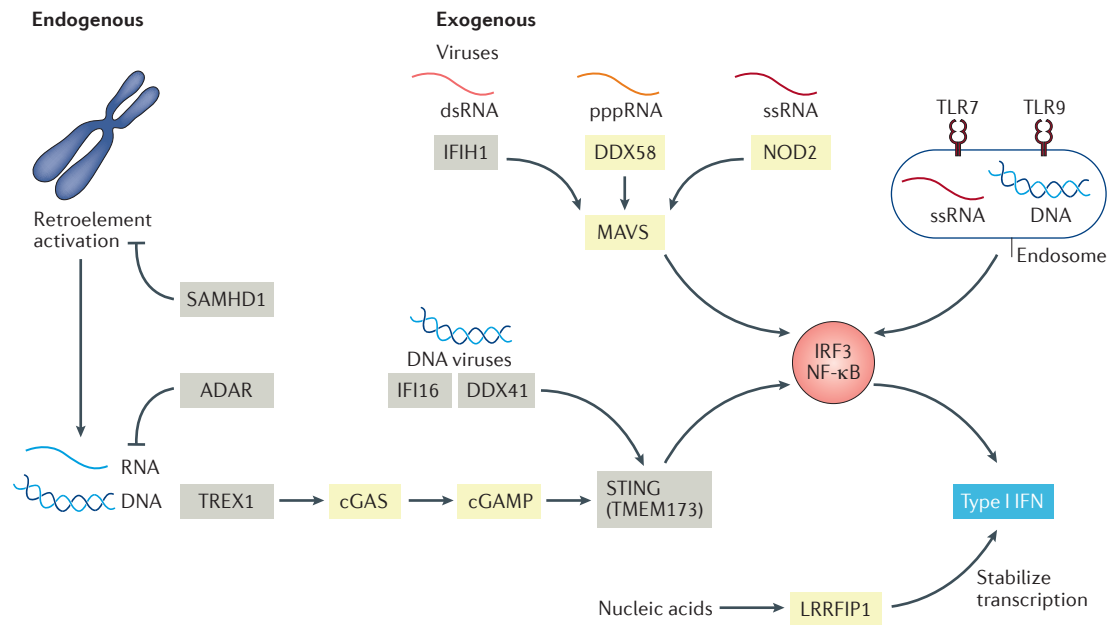 Endogenous
Exogenous
Viruses
dsRNA
pppRNA
ssRNA
TLR7
TLR9
IFIH1
DDX58
NOD2
ssRNA
DNA
Retroelement
activation
MAVS
Endosome
SAMHD1
DNA viruses
IRF3
NF-κB
ADAR
IFI16
DDX41
RNA
DNA
TREX1
cGAS
cGAMP
STING
(TMEM173)
Type I IFN
Stabilize
transcription
Nucleic acids
LRRFIP1